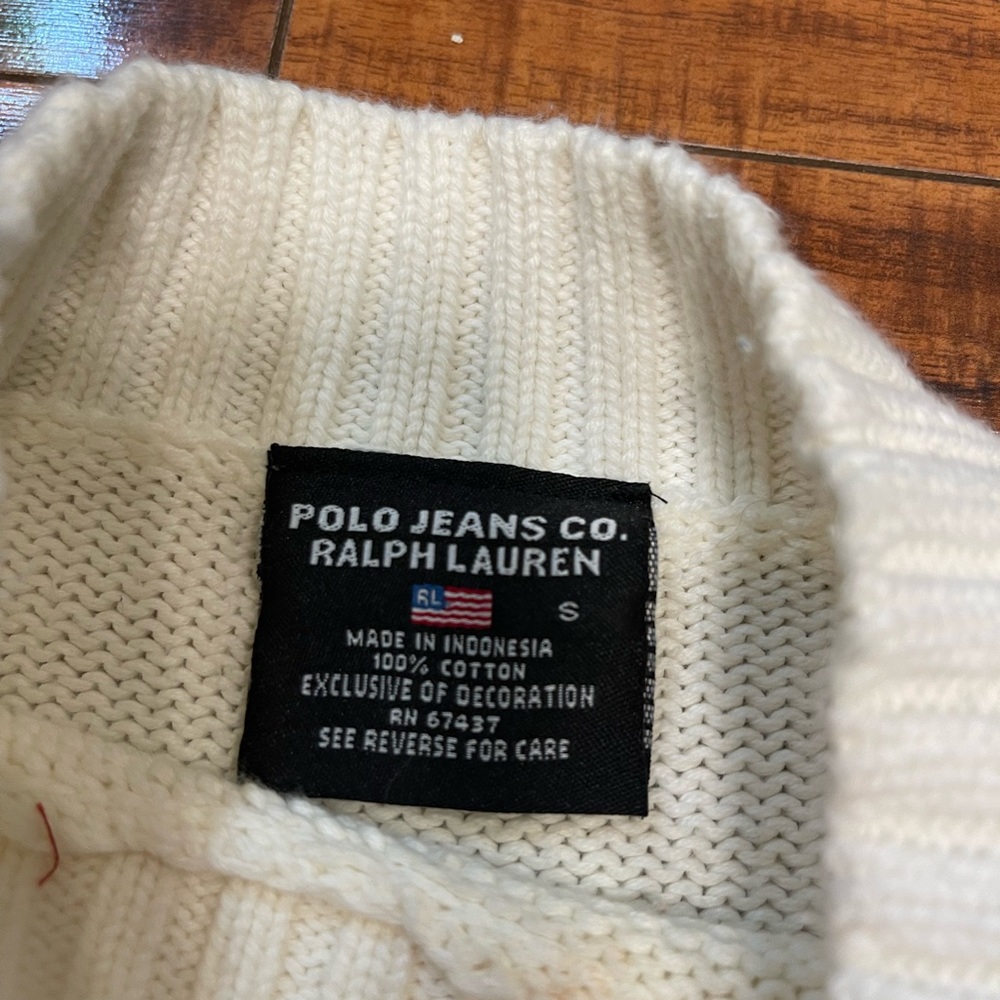 POLO JEANS CO.
RALPH LAUREN
RL
S
MADE IN INDONESIA
100% COTTON
EXCLUSIVE OF DECORATION
RN 67437
SEE REVERSE FOR CARE